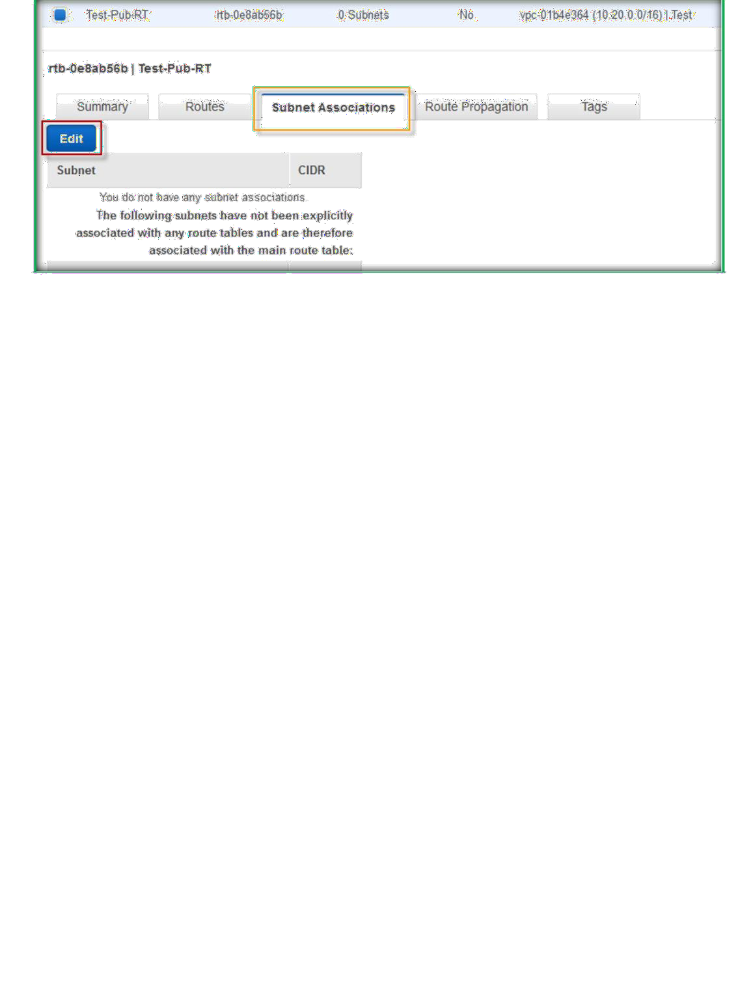 Test-Pub-RT rtb-0e8ab56b 0 Subnets No vpc-01b4e364 (10.20.0.0/16) | Test
rtb-0e8ab56b | Test-Pub-RT
Summary Routes Subnet Associations Route Propagation Tags
Edit
Subnet CIDR
You do not have any subnet associations.
The following subnets have not been explicitly
associated with any route tables and are therefore
associated with the main route table: